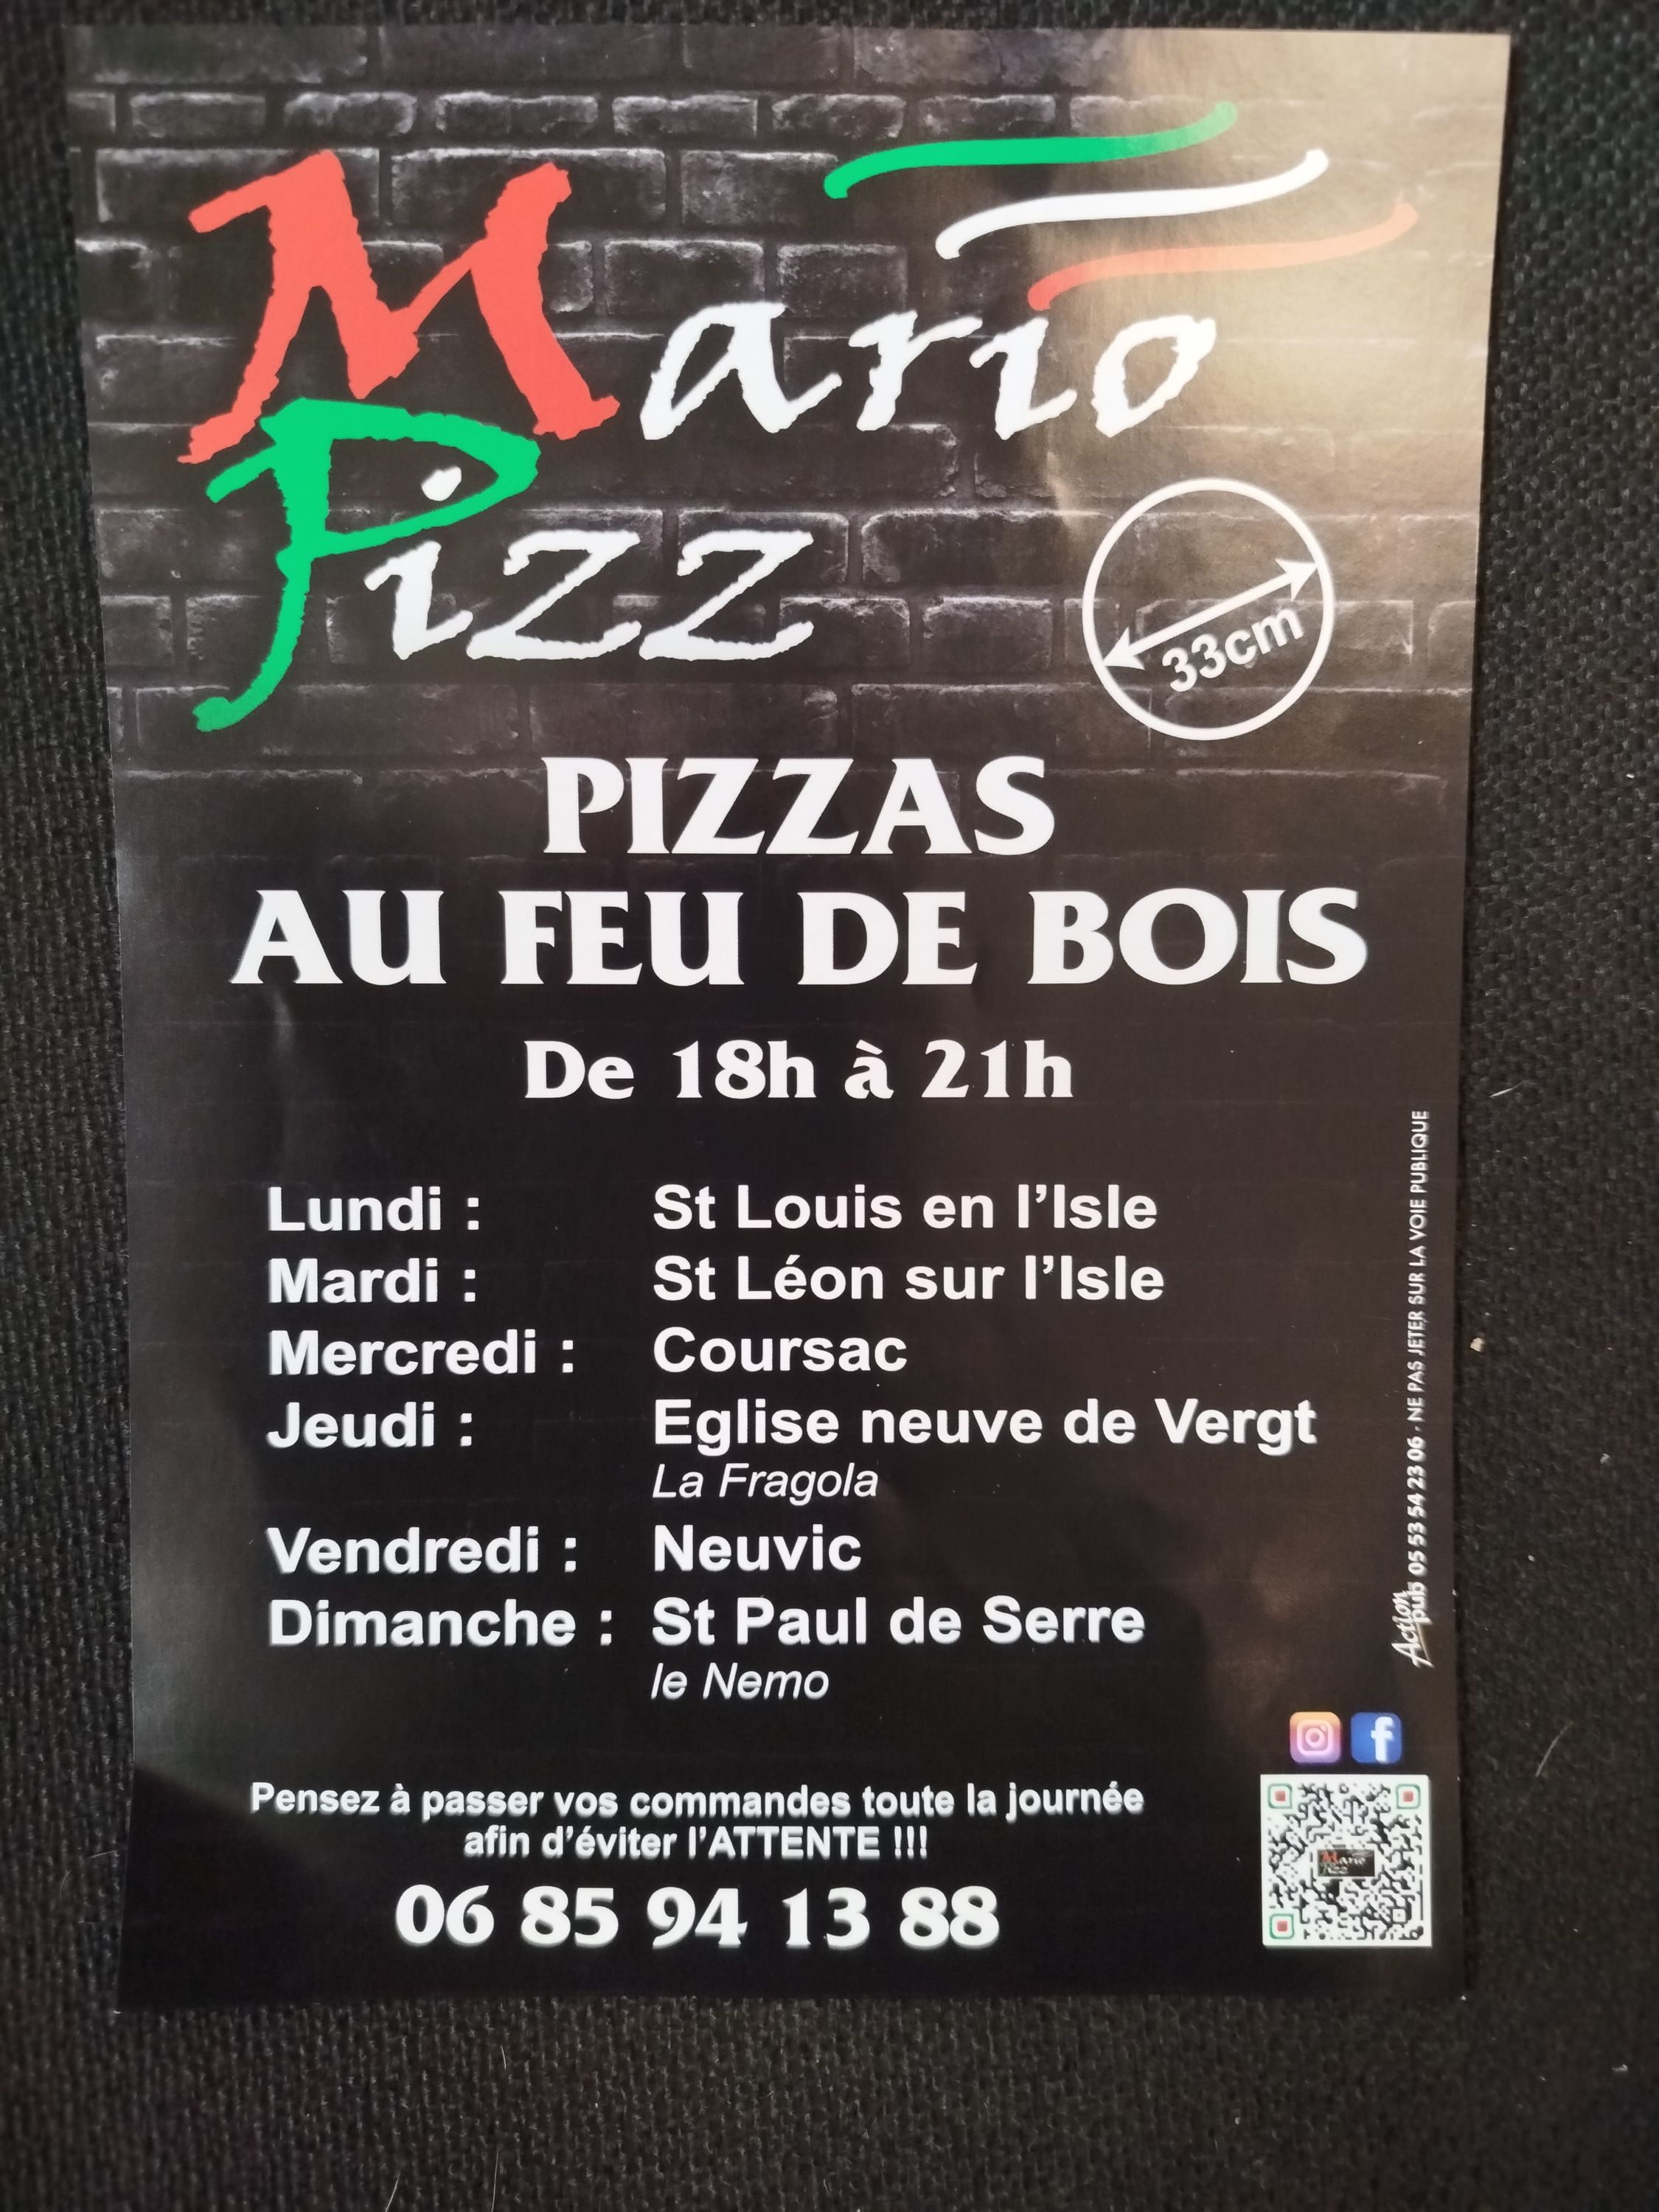 Mario
Pizz
33cm
PIZZAS
AU FEU DE BOIS
De 18h à 21h
Lundi : St Louis en l’Isle
Mardi : St Léon sur l’Isle
Mercredi : Coursac
Jeudi : Eglise neuve de Vergt
La Fragola
Vendredi : Neuvic
Dimanche : St Paul de Serre
le Nemo
Action pub 05 53 54 23 06 · NE PAS JETER SUR LA VOIE PUBLIQUE
Pensez à passer vos commandes toute la journée
afin d’éviter l’ATTENTE !!!
06 85 94 13 88
Mario
Pizz